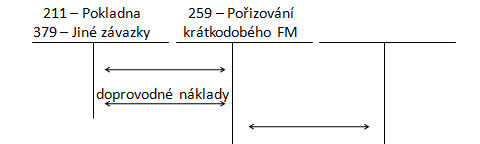 211 – Pokladna
379 – Jiné závazky
259 – Pořizování
krátkodobého FM
doprovodné náklady